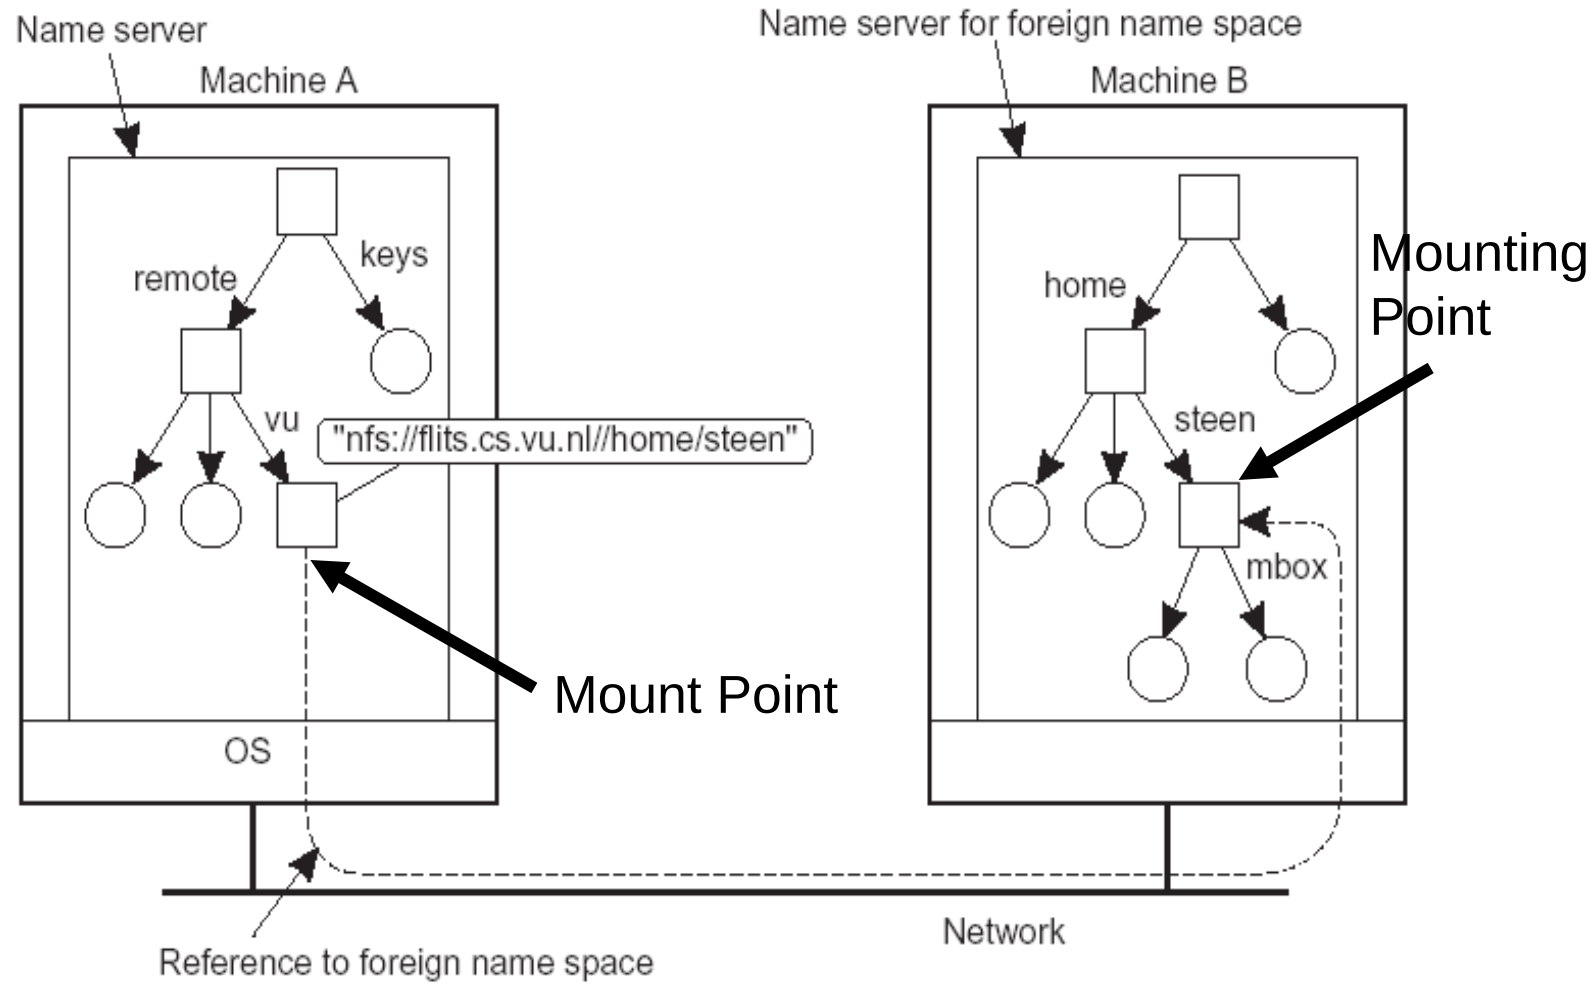 Name server
Name server for foreign name space
Machine A
Machine B
keys
remote
home
Mounting
Point
vu
"nfs://flits.cs.vu.nl//home/steen"
steen
mbox
Mount Point
OS
Network
Reference to foreign name space